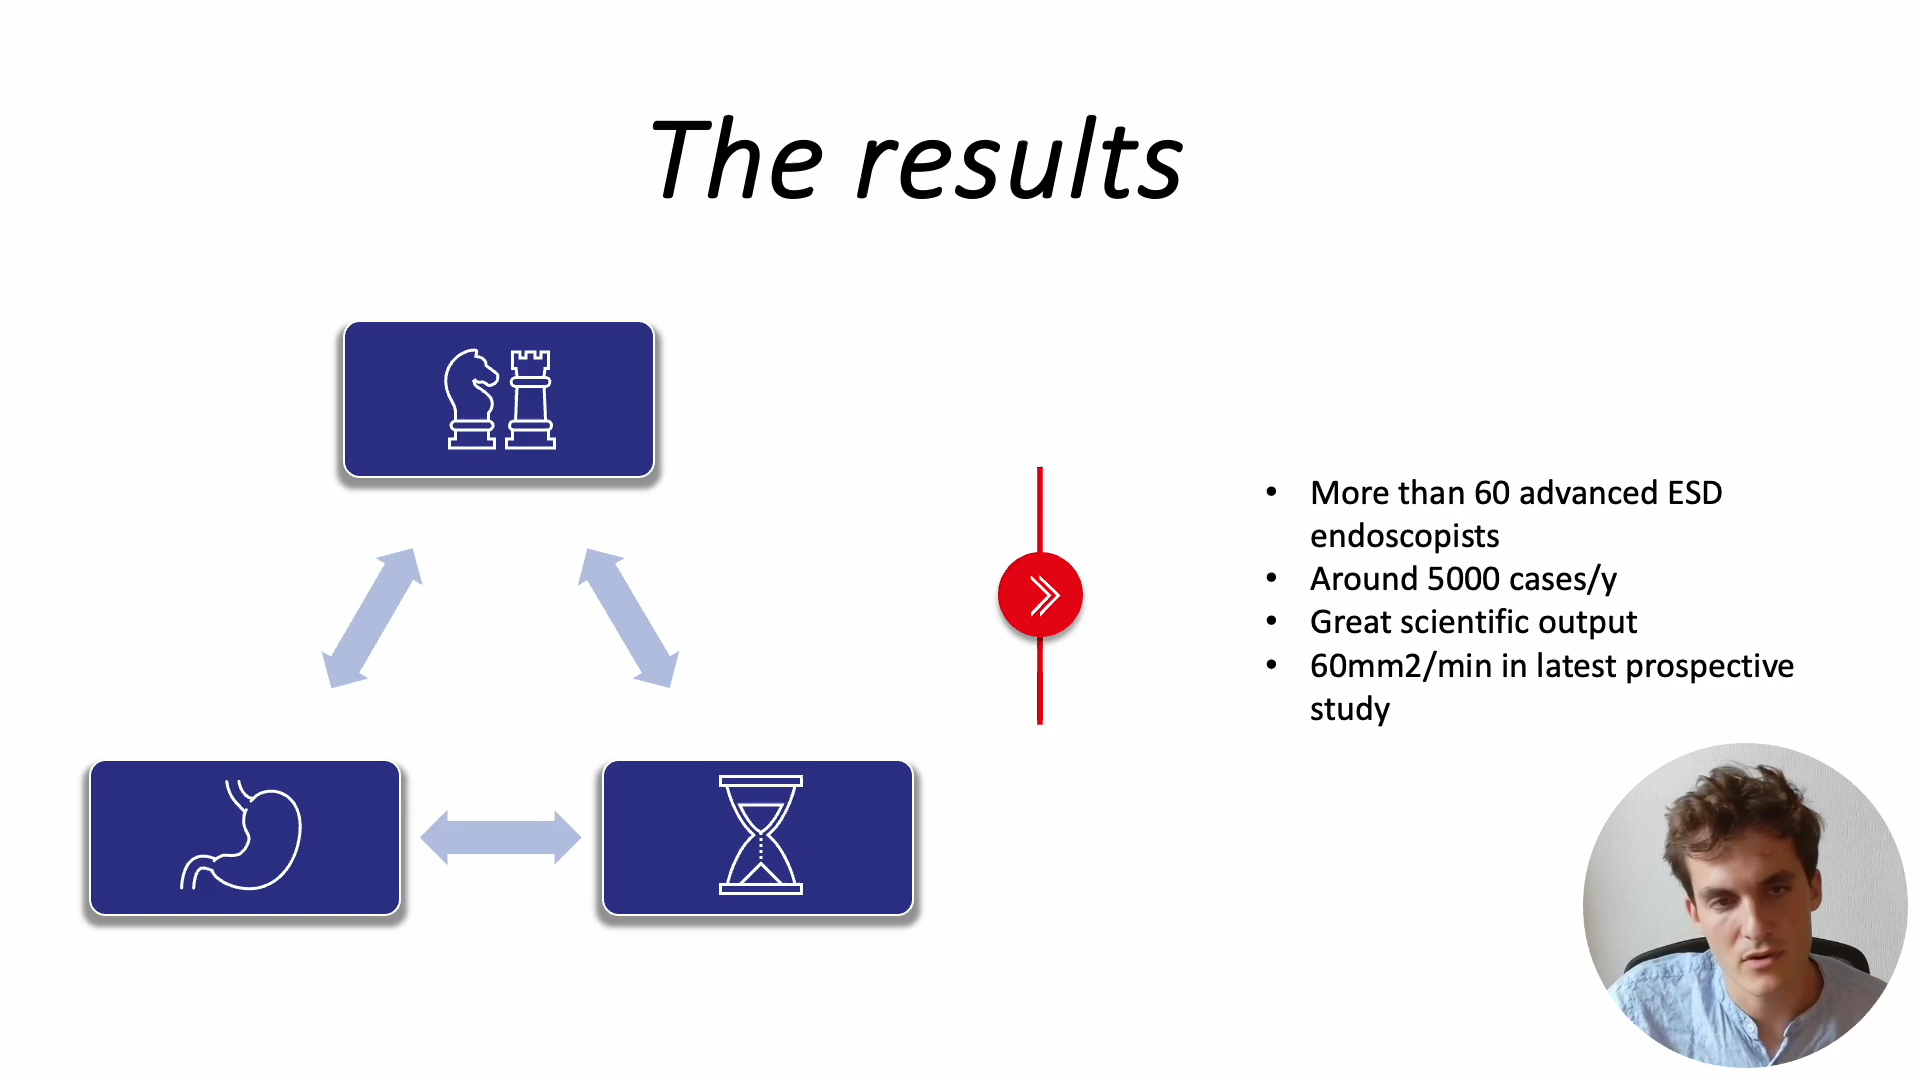 The results
• More than 60 advanced ESD
endoscopists
• Around 5000 cases/y
• Great scientific output
• 60mm2/min in latest prospective
study